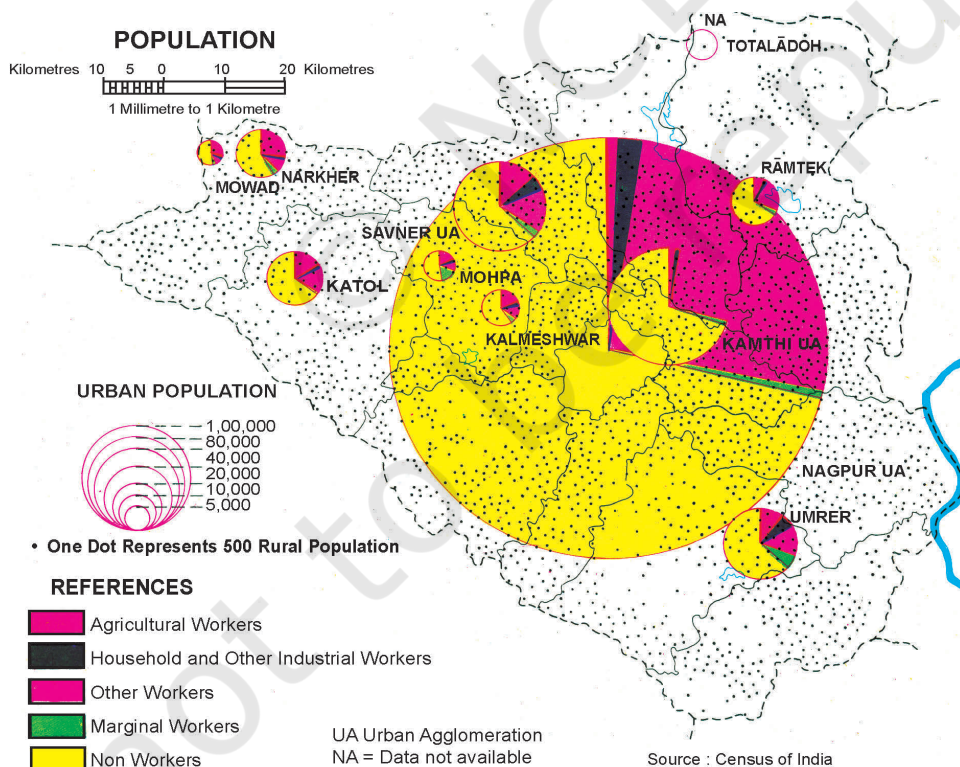 POPULATION
Kilometres 10 5 0 10 20 Kilometres
1 Millimetre to 1 Kilometre
NA
TOTALĀDOH
MOWAD
NARKHER
RĀMTEK
SAVNER UA
MOHPA
KATOL
KALMESHWAR
KAMTHI UA
NAGPUR UA
UMRER
URBAN POPULATION
1,00,000
80,000
40,000
20,000
10,000
5,000
• One Dot Represents 500 Rural Population
REFERENCES
Agricultural Workers
Household and Other Industrial Workers
Other Workers
Marginal Workers
Non Workers
UA Urban Agglomeration
NA = Data not available
Source : Census of India